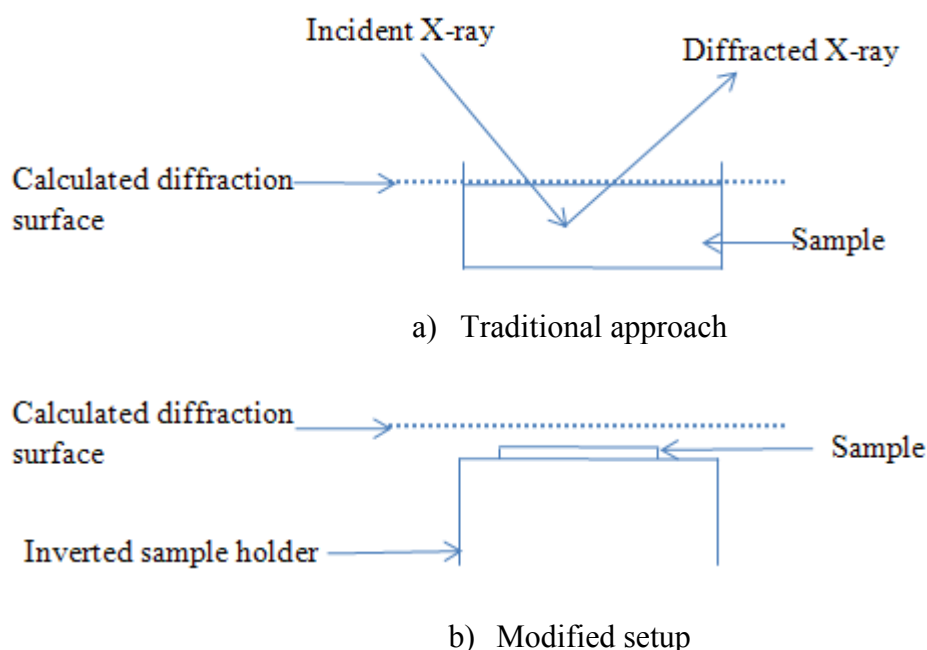 Incident X-ray
Diffracted X-ray
Calculated diffraction
surface
Sample
a) Traditional approach
Calculated diffraction
surface
Sample
Inverted sample holder
b) Modified setup